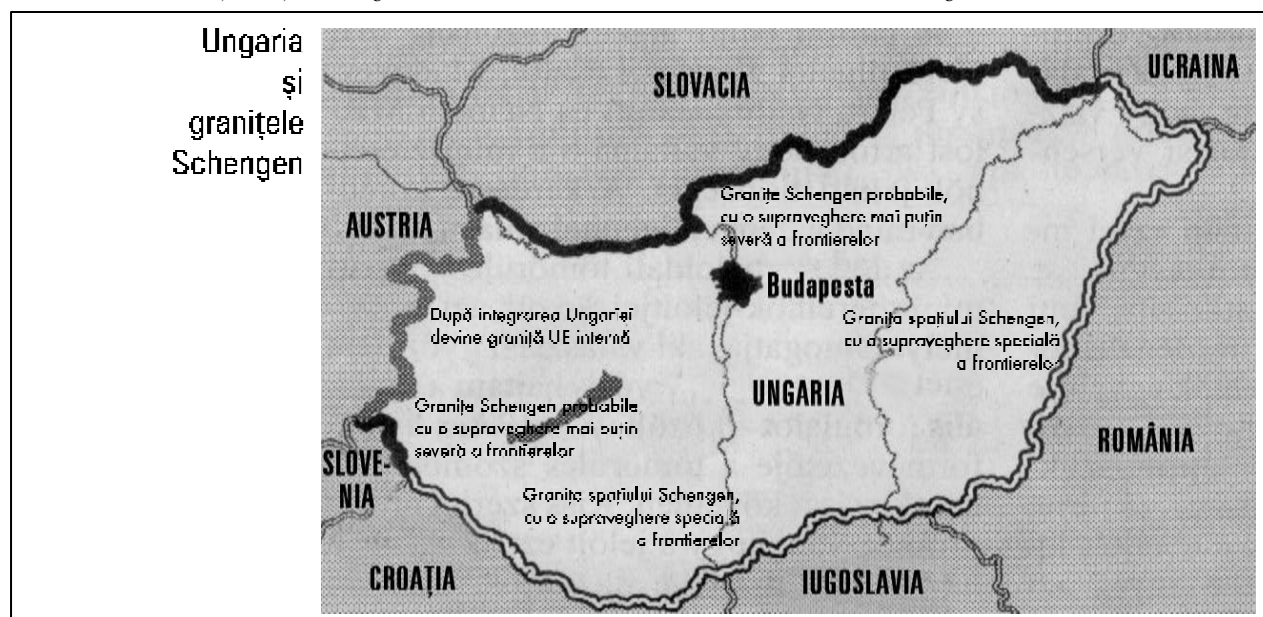 Ungaria
și
granițele
Schengen
SLOVACIA
UCRAINA
AUSTRIA
Granițe Schengen probabile,
cu o supraveghere mai puțin
severă a frontierelor
Budapesta
După integrarea Ungariei
devine graniță UE internă
Granița spațiului Schengen,
cu o supraveghere specială
a frontierelor
UNGARIA
Granițe Schengen probabile
cu o supraveghere mai puțin
severă a frontierelor
ROMÂNIA
SLOVE-
NIA
Granița spațiului Schengen,
cu o supraveghere specială
a frontierelor
CROAȚIA
IUGOSLAVIA